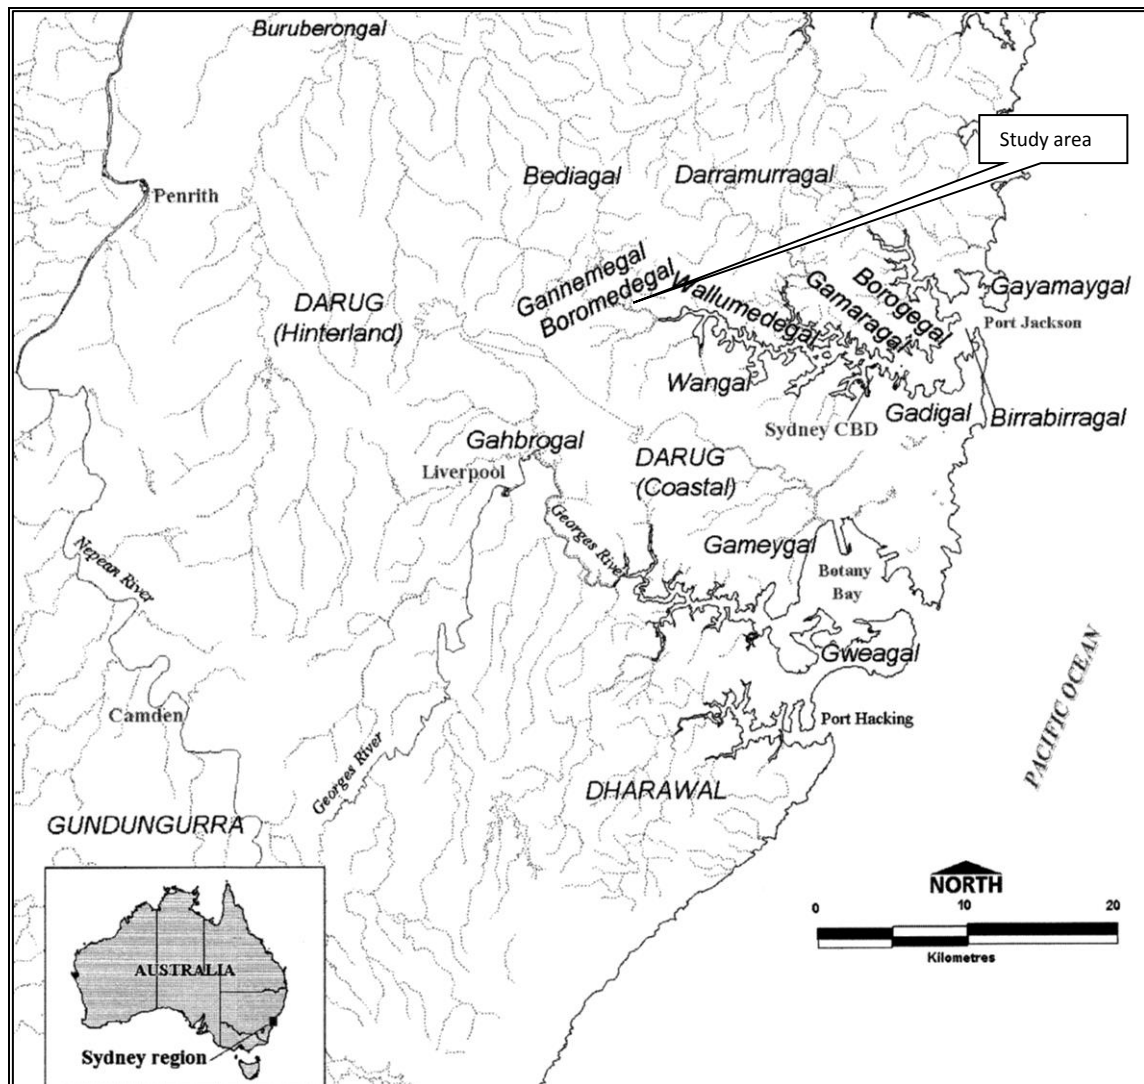 Buruberongal
Study area
Penrith
Bediagal
Darramurragal
Gannemegal
Boromedegal
Wallumedegal
Gamaragal
Borogegal
Gayamaygal
Port Jackson
DARUG
(Hinterland)
Wangal
Sydney CBD
Gadigal
Birrabirragal
Gahbrogal
Liverpool
DARUG
(Coastal)
Georges River
Gameygal
Botany
Bay
Nepean River
Gweagal
PACIFIC OCEAN
Camden
Port Hacking
Georges River
DHARAWAL
GUNDUNGURRA
NORTH
0 10 20
Kilometres
AUSTRALIA
Sydney region